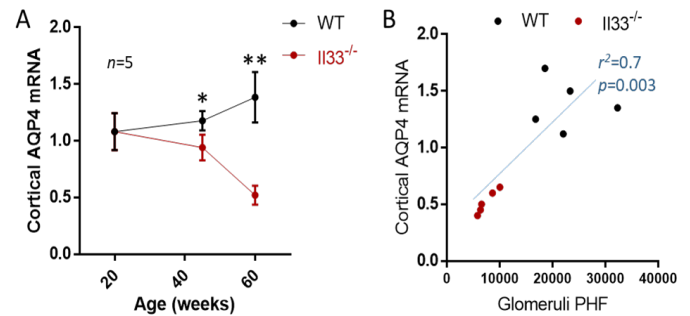 A
WT
Il33-/-
n=5
*
**
Cortical AQP4 mRNA
2.0
1.5
1.0
0.5
0.0
20
40
60
Age (weeks)
B
WT
Il33-/-
r²=0.7
p=0.003
Cortical AQP4 mRNA
2.0
1.5
1.0
0.5
0.0
0
10000
20000
30000
40000
Glomeruli PHF